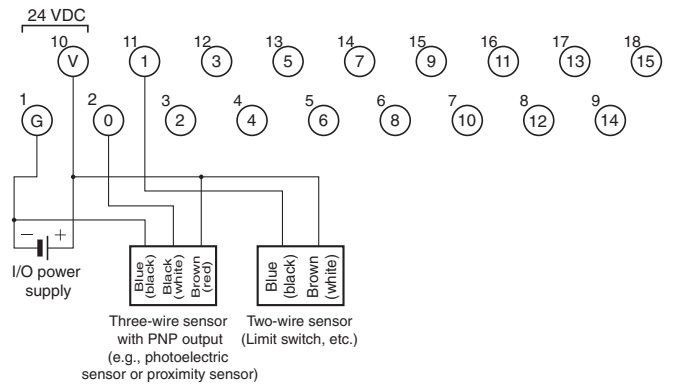 24 VDC
10 11 12 13 14 15 16 17 18
V 1 3 5 7 9 11 13 15
1 2 3 4 5 6 7 8 9
G 0 2 4 6 8 10 12 14
− +
I/O power
supply
Blue
(black)
Black
(white)
Brown
(red)
Blue
(black)
Brown
(white)
Three-wire sensor
with PNP output
(e.g., photoelectric
sensor or proximity sensor)
Two-wire sensor
(Limit switch, etc.)